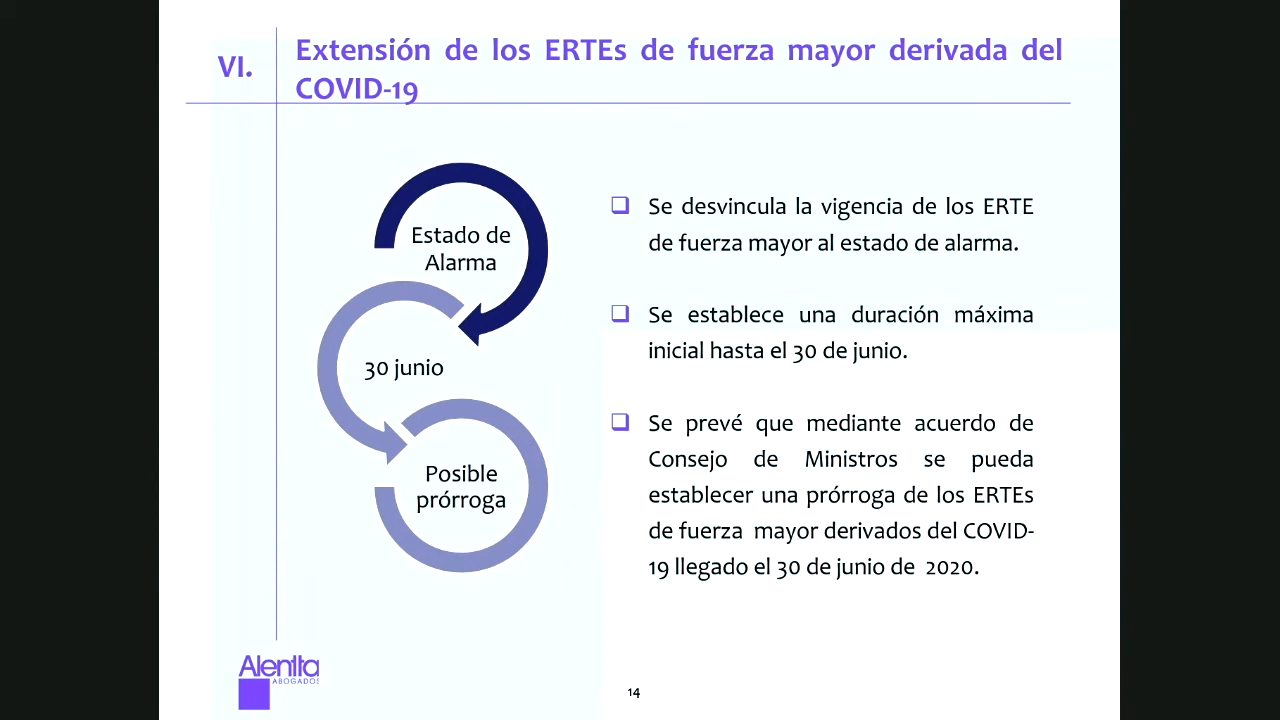 VI.
Extensión de los ERTEs de fuerza mayor derivada del
COVID-19
Estado de
Alarma
30 junio
Posible
prórroga
Se desvincula la vigencia de los ERTE
de fuerza mayor al estado de alarma.
Se establece una duración máxima
inicial hasta el 30 de junio.
Se prevé que mediante acuerdo de
Consejo de Ministros se pueda
establecer una prórroga de los ERTEs
de fuerza mayor derivados del COVID-
19 llegado el 30 de junio de 2020.
Alentta
ABOGADOS
14